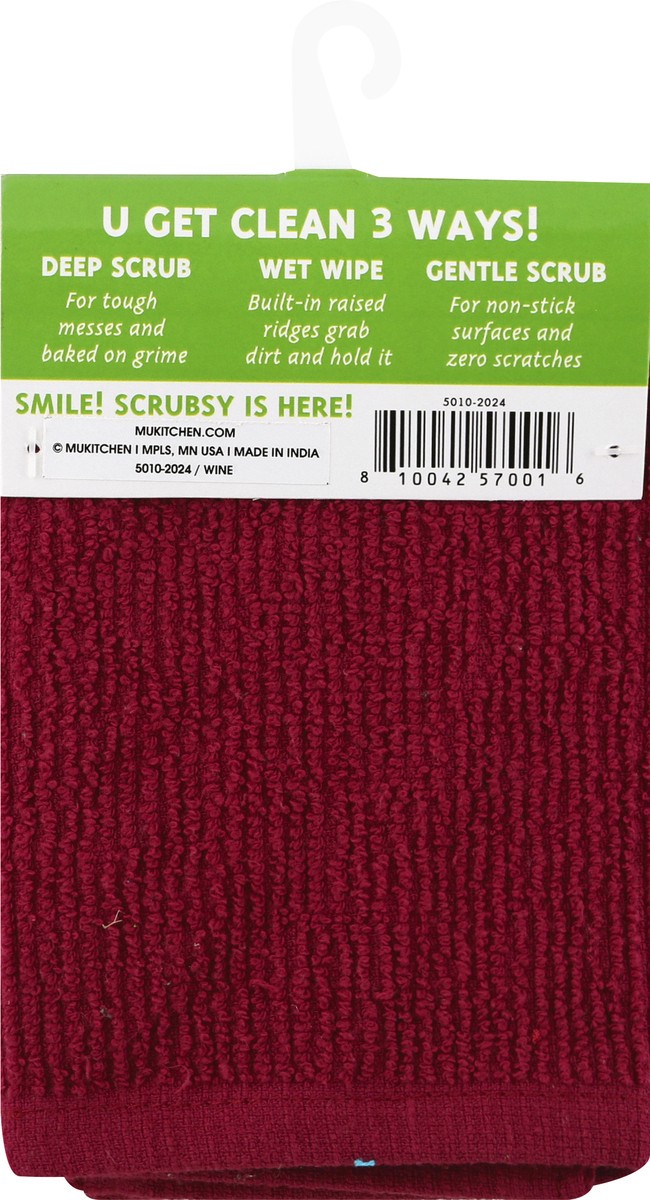 U GET CLEAN 3 WAYS!
DEEP SCRUB
For tough
messes and
baked on grime
WET WIPE
Built-in raised
ridges grab
dirt and hold it
GENTLE SCRUB
For non-stick
surfaces and
zero scratches
SMILE! SCRUBSY IS HERE!
MUKITCHEN.COM
© MUKITCHEN I MPLS, MN USA I MADE IN INDIA
5010-2024 / WINE
5010-2024
8 10042 57001 6